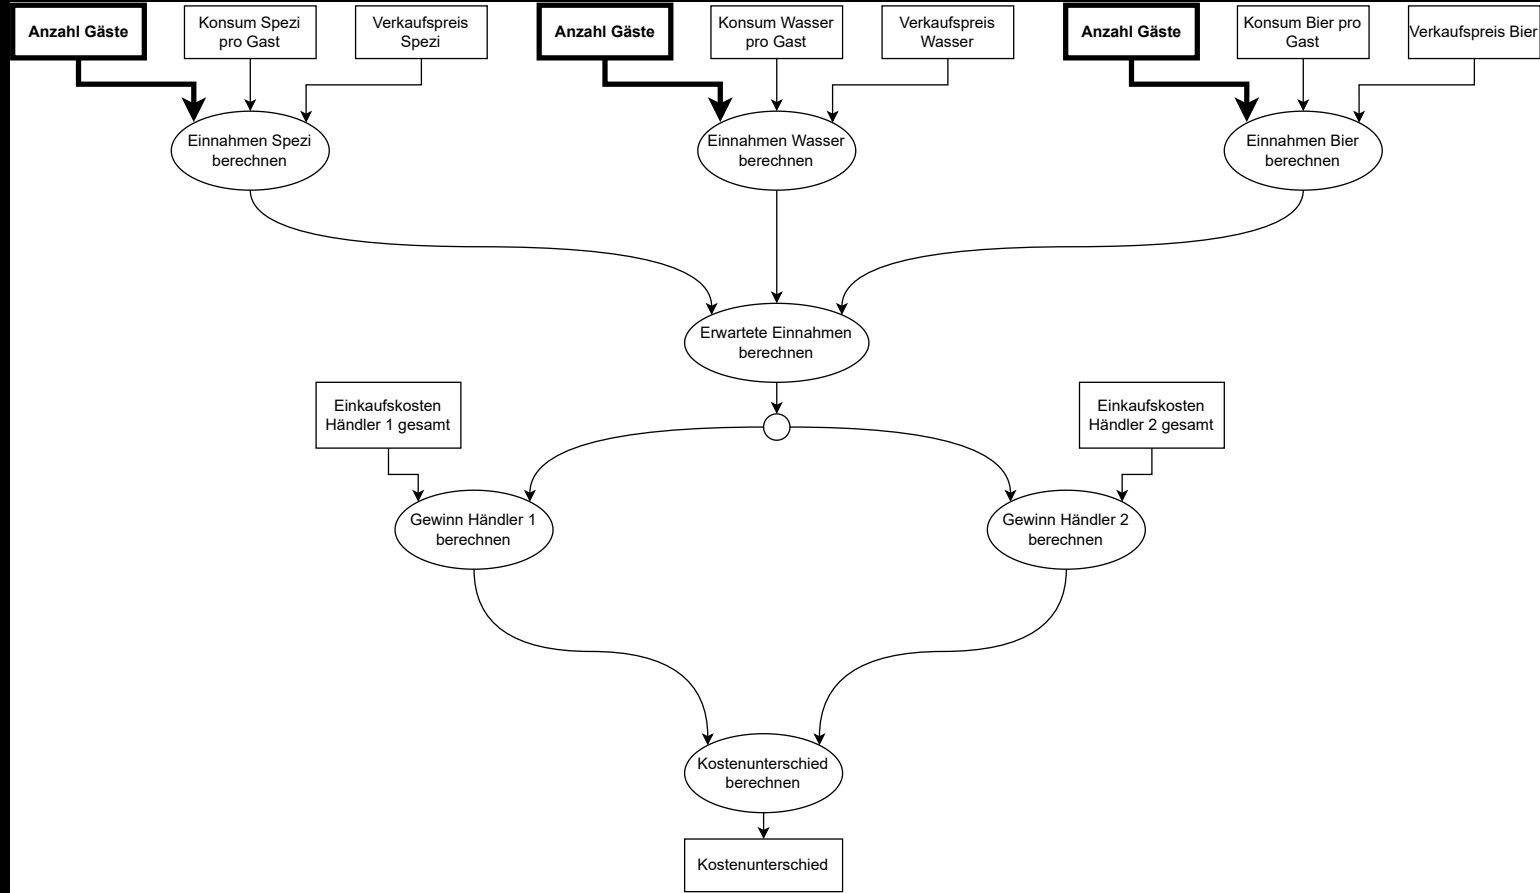 Anzahl Gäste
Konsum Spezi
pro Gast
Verkaufspreis
Spezi
Anzahl Gäste
Konsum Wasser
pro Gast
Verkaufspreis
Wasser
Anzahl Gäste
Konsum Bier pro
Gast
Verkaufspreis Bier
Einnahmen Spezi
berechnen
Einnahmen Wasser
berechnen
Einnahmen Bier
berechnen
Erwartete Einnahmen
berechnen
Einkaufskosten
Händler 1 gesamt
Einkaufskosten
Händler 2 gesamt
Gewinn Händler 1
berechnen
Gewinn Händler 2
berechnen
Kostenunterschied
berechnen
Kostenunterschied